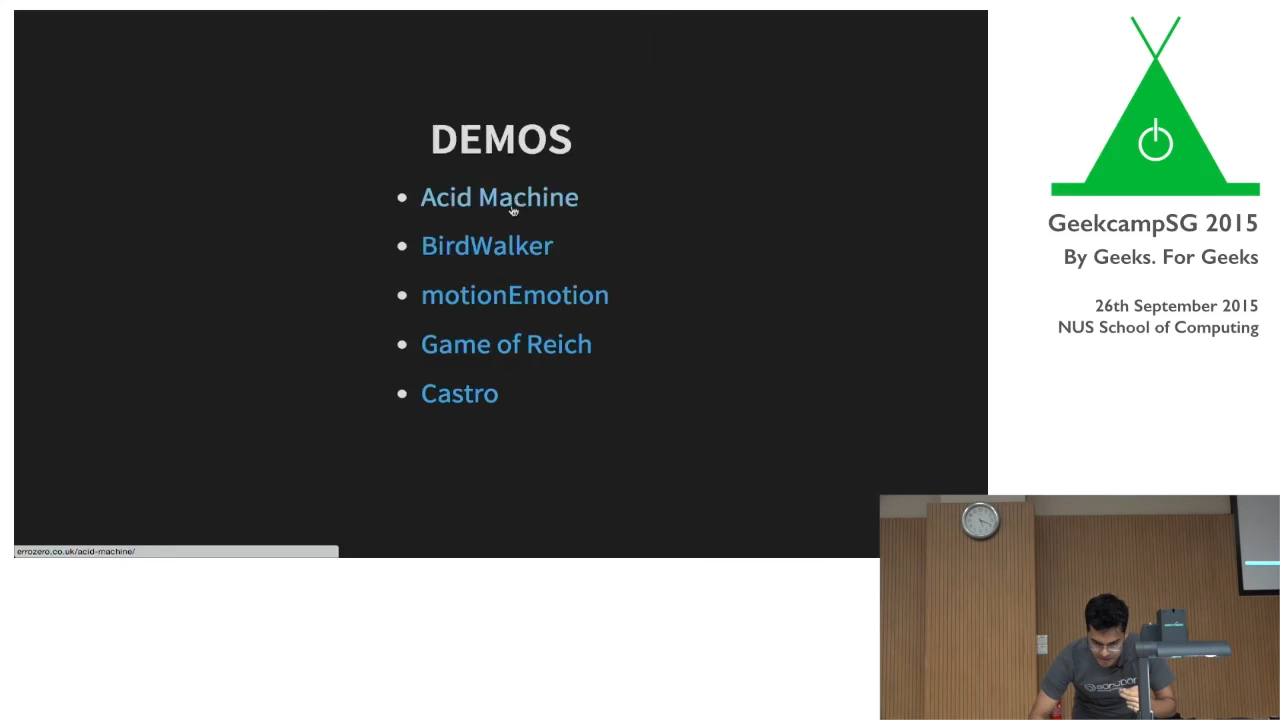 DEMOS
Acid Machine
BirdWalker
motionEmotion
Game of Reich
Castro
errozero.co.uk/acid-machine/
GeekcampSG 2015
By Geeks. For Geeks
26th September 2015
NUS School of Computing